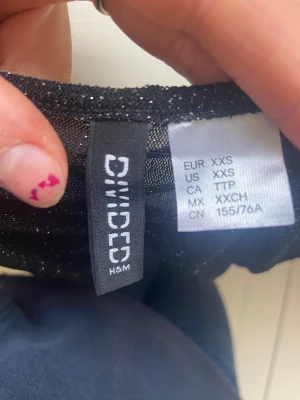 DIVIDED
H&M
EUR XXS
US XXS
CA TTP
MX XXCH
CN 155/76A